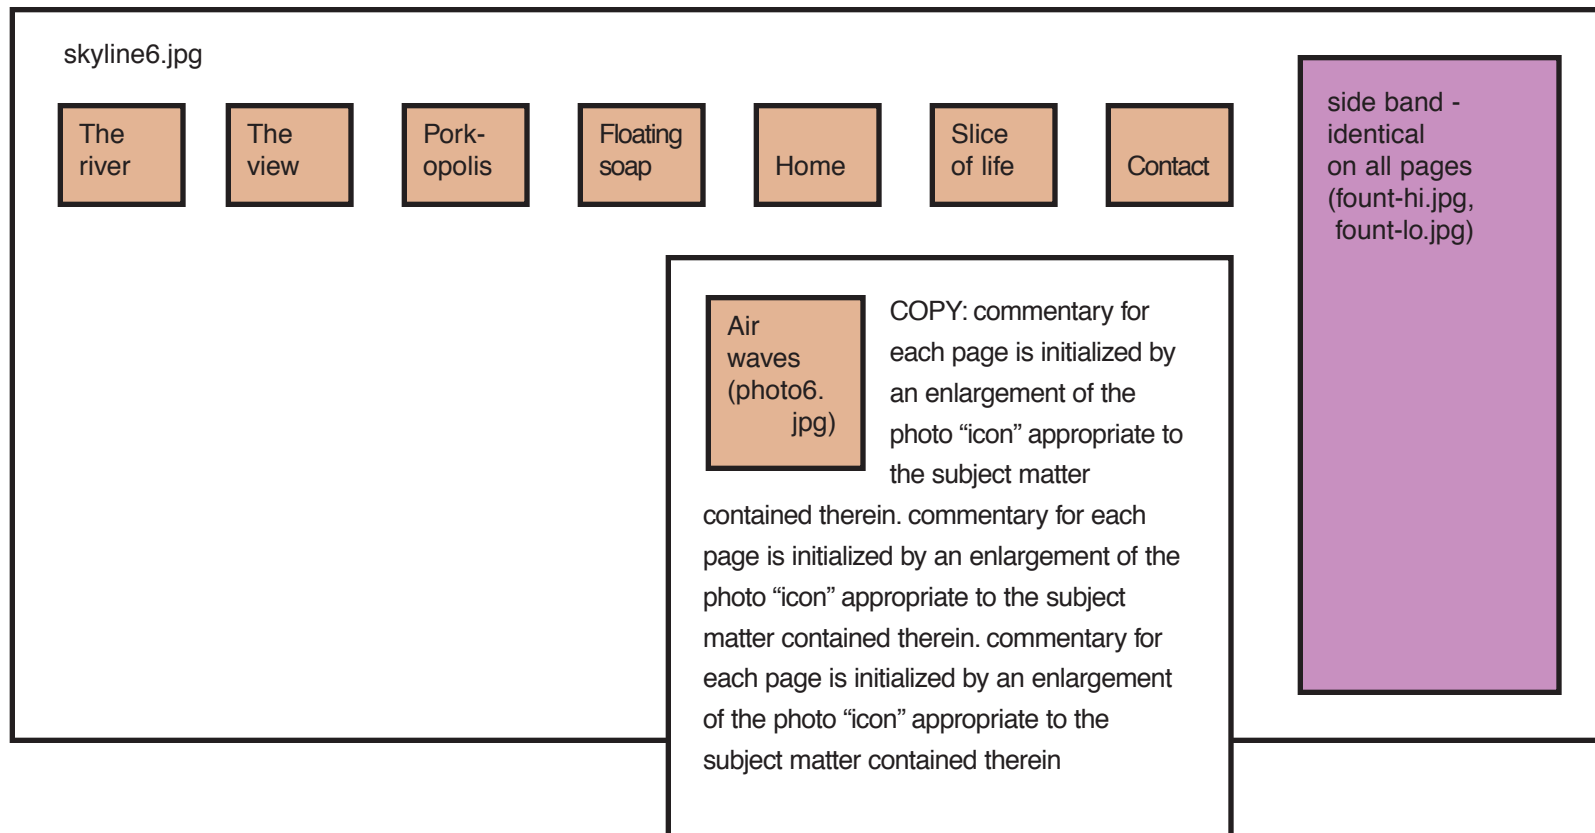 skyline6.jpg
The
river
The
view
Pork-
opolis
Floating
soap
Home
Slice
of life
Contact
side band -
identical
on all pages
(fount-hi.jpg,
fount-lo.jpg)
Air
waves
(photo6.
jpg)
COPY: commentary for
each page is initialized by
an enlargement of the
photo “icon” appropriate to
the subject matter
contained therein. commentary for each
page is initialized by an enlargement of the
photo “icon” appropriate to the subject
matter contained therein. commentary for
each page is initialized by an enlargement
of the photo “icon” appropriate to the
subject matter contained therein